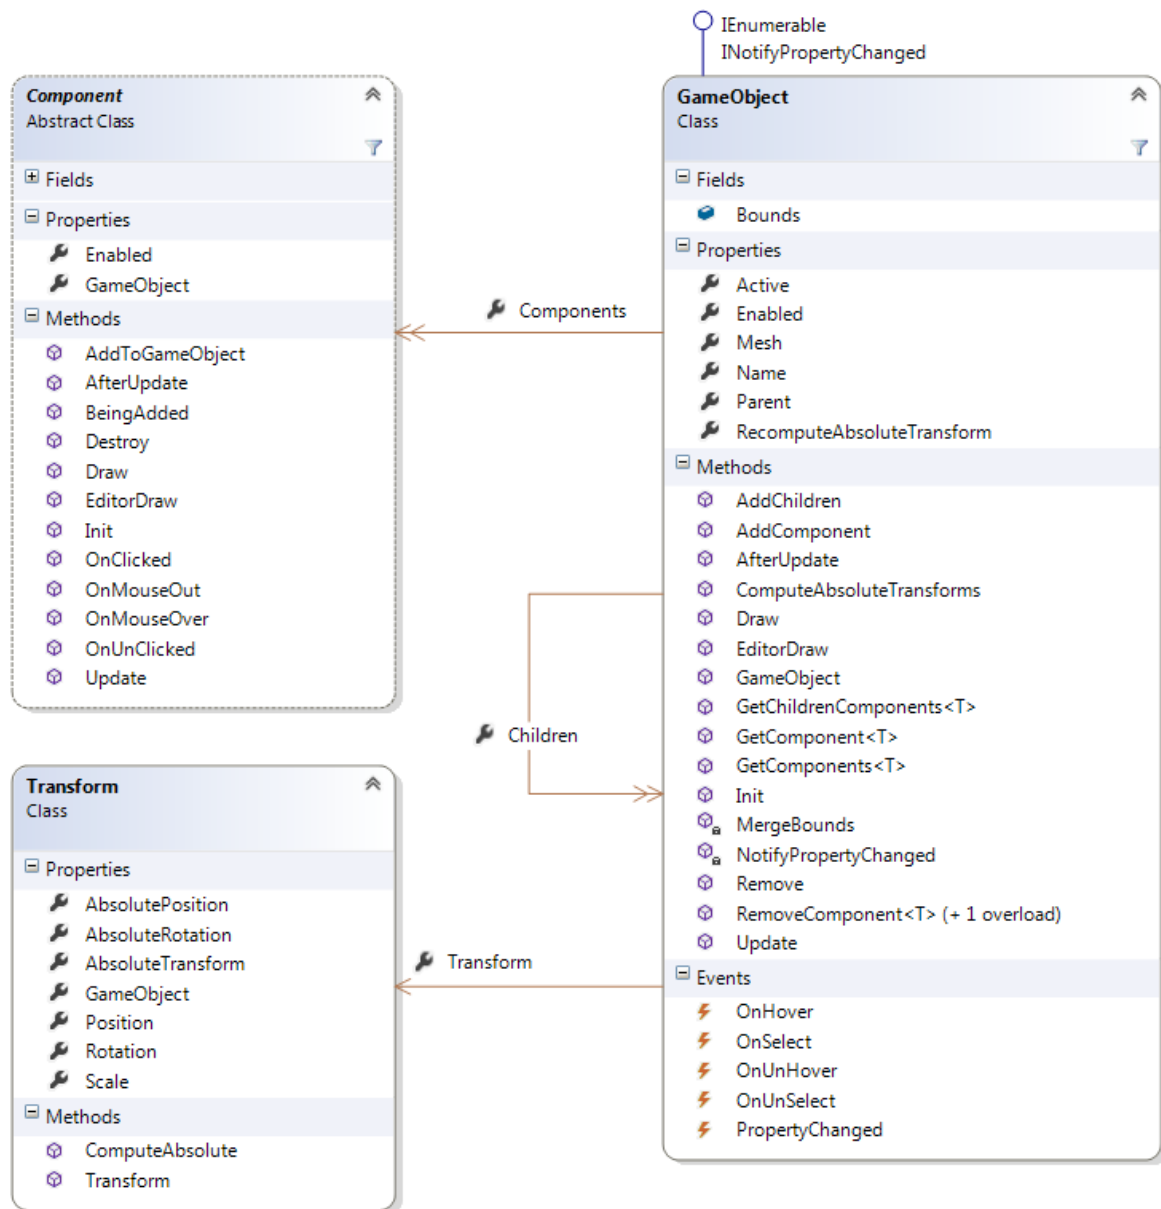 IEnumerable
INotifyPropertyChanged
Component
Abstract Class
Fields
Properties
Enabled
GameObject
Methods
AddToGameObject
AfterUpdate
BeingAdded
Destroy
Draw
EditorDraw
Init
OnClicked
OnMouseOut
OnMouseOver
OnUnClicked
Update
Components
Children
Transform
Class
Properties
AbsolutePosition
AbsoluteRotation
AbsoluteTransform
GameObject
Position
Rotation
Scale
Methods
ComputeAbsolute
Transform
Transform
GameObject
Class
Fields
Bounds
Properties
Active
Enabled
Mesh
Name
Parent
RecomputeAbsoluteTransform
Methods
AddChildren
AddComponent
AfterUpdate
ComputeAbsoluteTransforms
Draw
EditorDraw
GameObject
GetChildrenComponents<T>
GetComponent<T>
GetComponents<T>
Init
MergeBounds
NotifyPropertyChanged
Remove
RemoveComponent<T> (+ 1 overload)
Update
Events
OnHover
OnSelect
OnUnHover
OnUnSelect
PropertyChanged